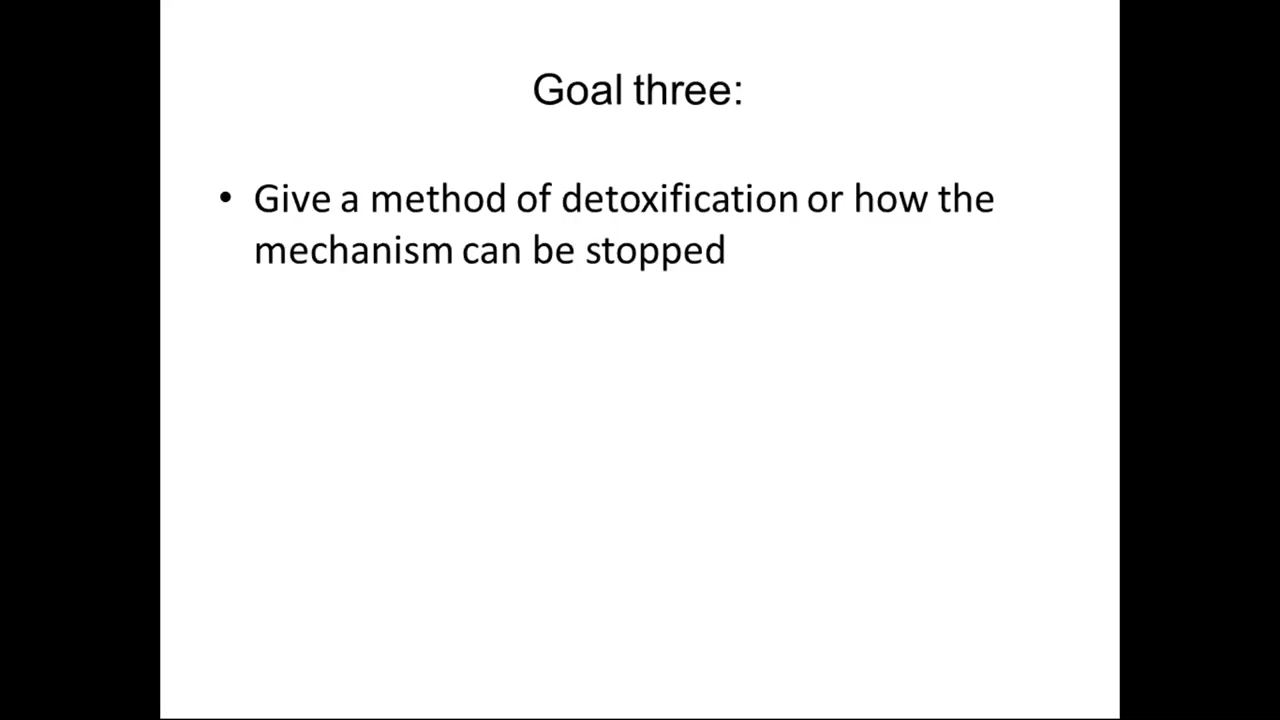 Goal three:
• Give a method of detoxification or how the
mechanism can be stopped